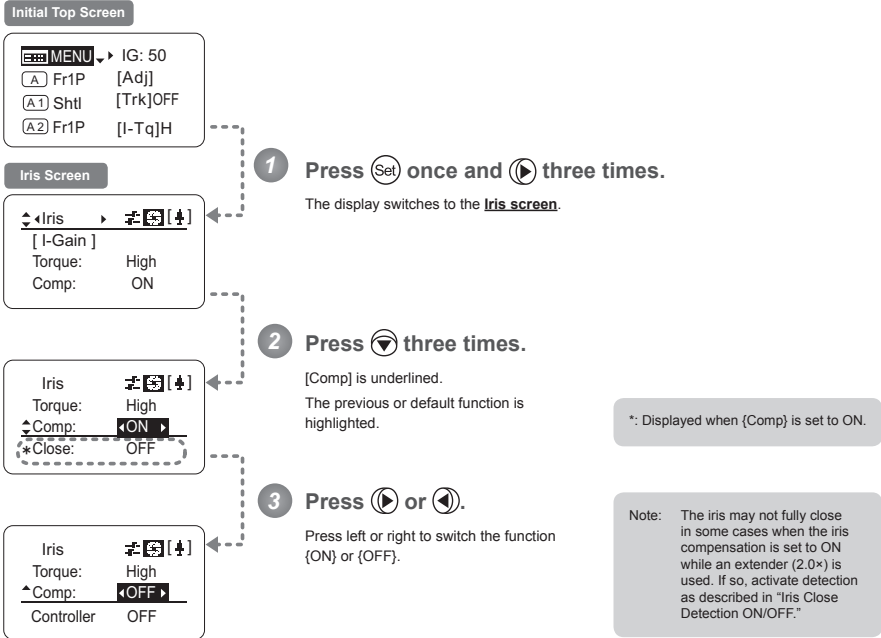 Initial Top Screen
MENU IG: 50
A Fr1P [Adj]
A1 Shtl [Trk]OFF
A2 Fr1P [I-Tq]H
1 Press Set once and three times.
The display switches to the Iris screen.
Iris Screen
Iris
[ I-Gain ]
Torque: High
Comp: ON
2 Press three times.
[Comp] is underlined.
The previous or default function is
highlighted.
Iris
Torque: High
Comp: ON
*Close: OFF
*: Displayed when {Comp} is set to ON.
3 Press or .
Press left or right to switch the function
{ON} or {OFF}.
Iris
Torque: High
Comp: OFF
Controller OFF
Note: The iris may not fully close
in some cases when the iris
compensation is set to ON
while an extender (2.0×) is
used. If so, activate detection
as described in “Iris Close
Detection ON/OFF.”